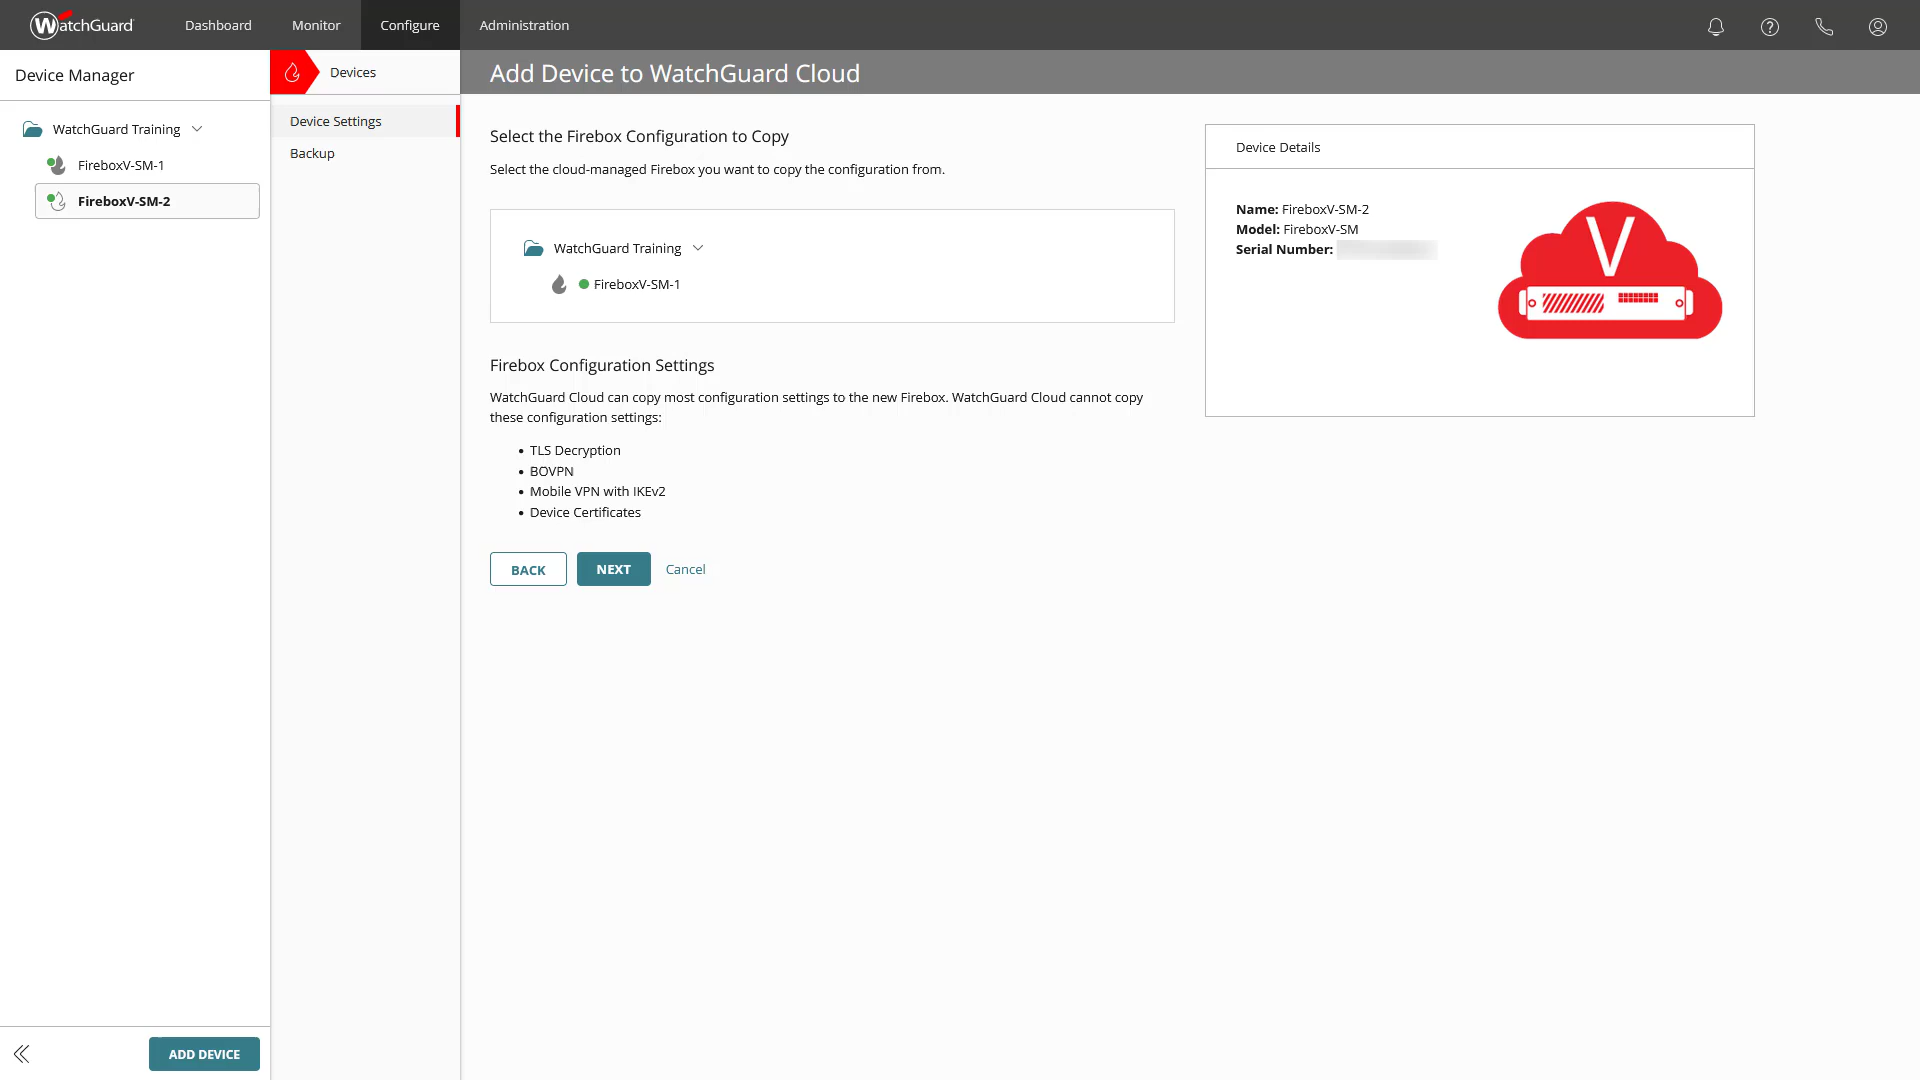 WatchGuard
Dashboard
Monitor
Configure
Administration
Device Manager
WatchGuard Training
FireboxV-SM-1
FireboxV-SM-2
ADD DEVICE
Devices
Device Settings
Backup
Add Device to WatchGuard Cloud
Select the Firebox Configuration to Copy
Select the cloud-managed Firebox you want to copy the configuration from.
WatchGuard Training
FireboxV-SM-1
Firebox Configuration Settings
WatchGuard Cloud can copy most configuration settings to the new Firebox. WatchGuard Cloud cannot copy
these configuration settings:
• TLS Decryption
• BOVPN
• Mobile VPN with IKEv2
• Device Certificates
BACK
NEXT
Cancel
Device Details
Name: FireboxV-SM-2
Model: FireboxV-SM
Serial Number:
V